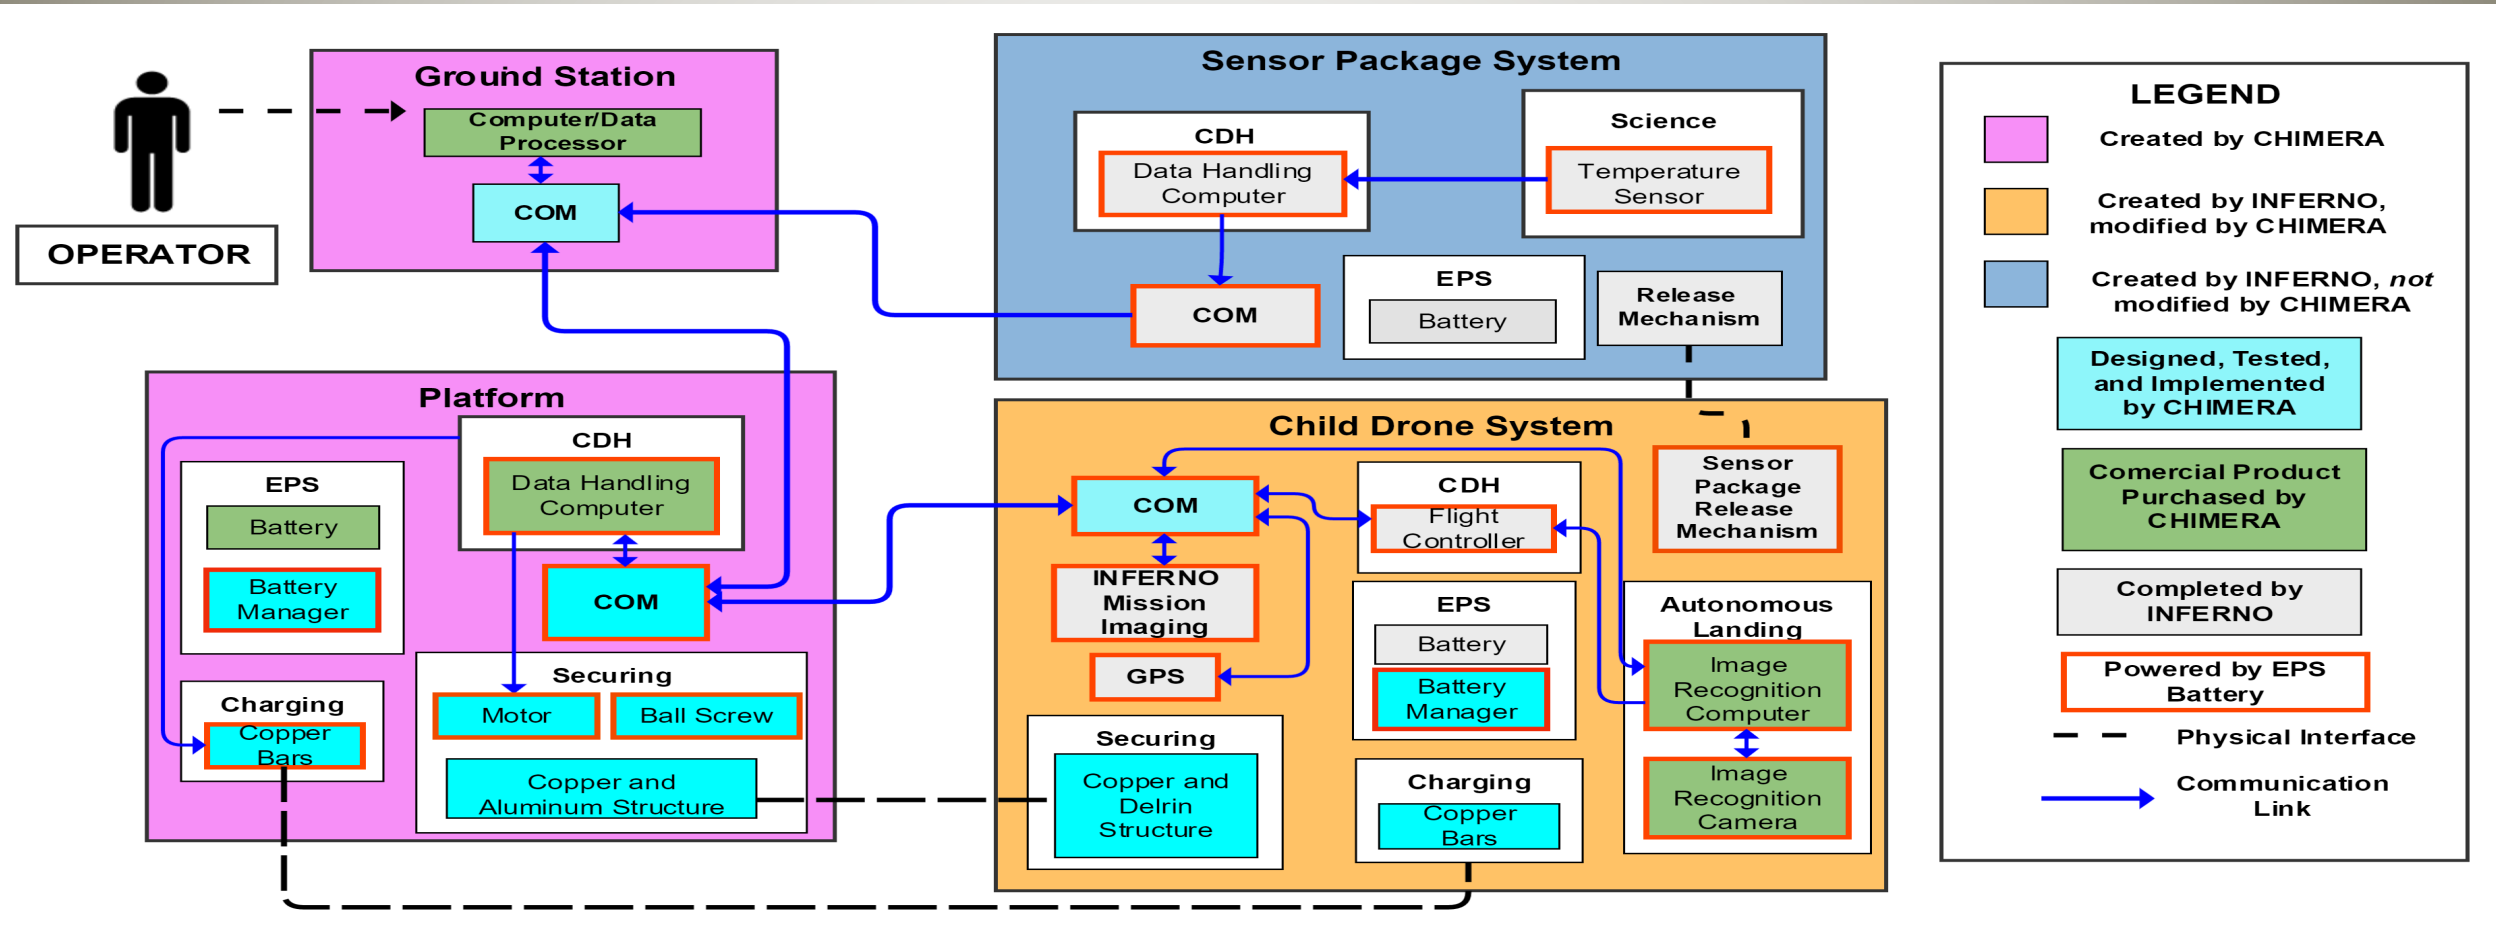 OPERATOR
Ground Station
Computer/Data
Processor
COM
Sensor Package System
CDH
Data Handling
Computer
Science
Temperature
Sensor
COM
EPS
Battery
Release
Mechanism
Platform
CDH
Data Handling
Computer
EPS
Battery
Battery
Manager
COM
Charging
Copper
Bars
Securing
Motor
Ball Screw
Copper and
Aluminum Structure
Child Drone System
COM
CDH
Flight
Controller
Sensor
Package
Release
Mechanism
INFERNO
Mission
Imaging
GPS
EPS
Battery
Battery
Manager
Autonomous
Landing
Image
Recognition
Computer
Image
Recognition
Camera
Securing
Copper and
Delrin
Structure
Charging
Copper
Bars
LEGEND
Created by CHIMERA
Created by INFERNO,
modified by CHIMERA
Created by INFERNO, not
modified by CHIMERA
Designed, Tested,
and Implemented
by CHIMERA
Comercial Product
Purchased by
CHIMERA
Completed by
INFERNO
Powered by EPS
Battery
Physical Interface
Communication
Link